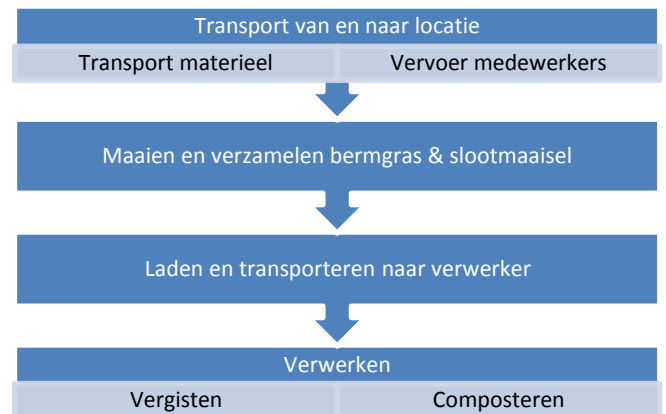 Transport van en naar locatie
Transport materieel
Vervoer medewerkers
Maaien en verzamelen bermgras & slootmaaisel
Laden en transporteren naar verwerker
Verwerken
Vergisten
Composteren